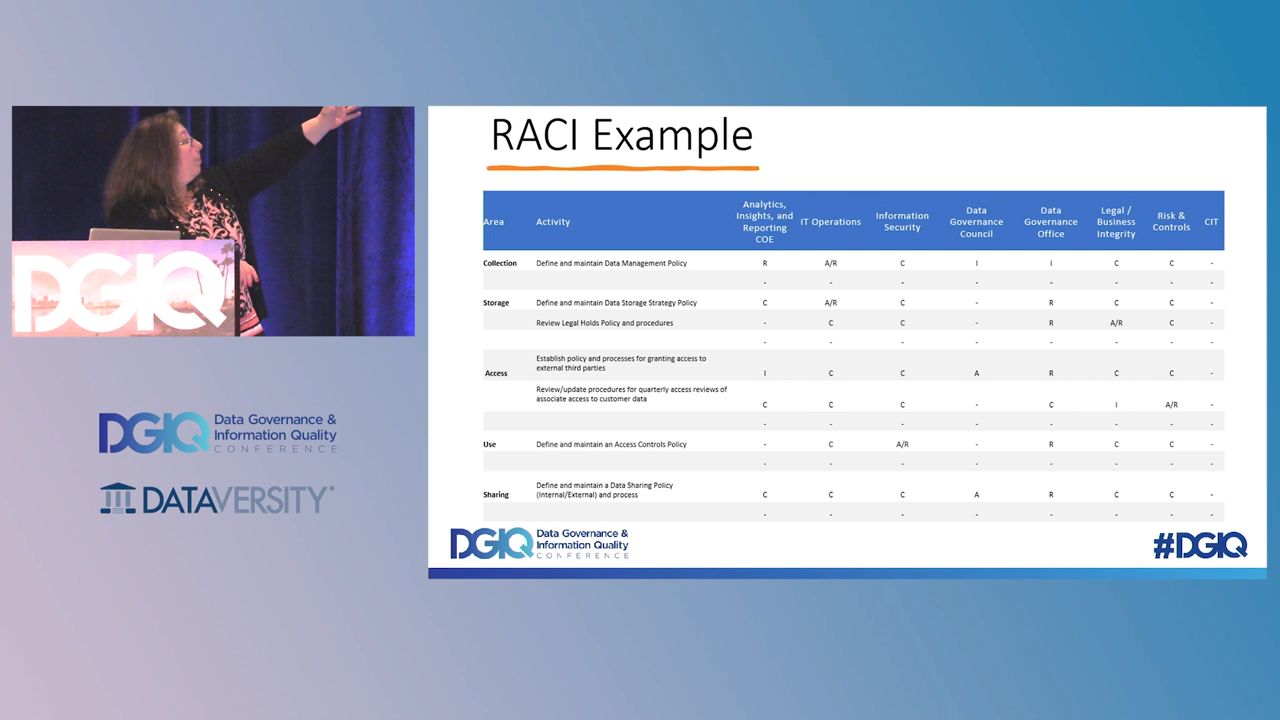 RACI Example
Area Activity Analytics, Insights, and Reporting COE IT Operations Information Security Data Governance Council Data Governance Office Legal / Business Integrity Risk & Controls CIT
Collection Define and maintain Data Management Policy R A/R C I I C C -
- - - - - - - -
Storage Define and maintain Data Storage Strategy Policy C A/R C - R C C -
Review Legal Holds Policy and procedures - C C - R A/R C -
- - - - - - - -
Access Establish policy and processes for granting access to external third parties I C C A R C C -
Review/update procedures for quarterly access reviews of associate access to customer data C C C - C I A/R -
- - - - - - - -
Use Define and maintain an Access Controls Policy - C A/R - R C C -
- - - - - - - -
Sharing Define and maintain a Data Sharing Policy (Internal/External) and process C C C A R C C -
- - - - - - - -
DGIQ Data Governance &
Information Quality
CONFERENCE
#DGIQ
DGIQ
DGIQ Data Governance &
Information Quality
CONFERENCE
DATAVERSITY